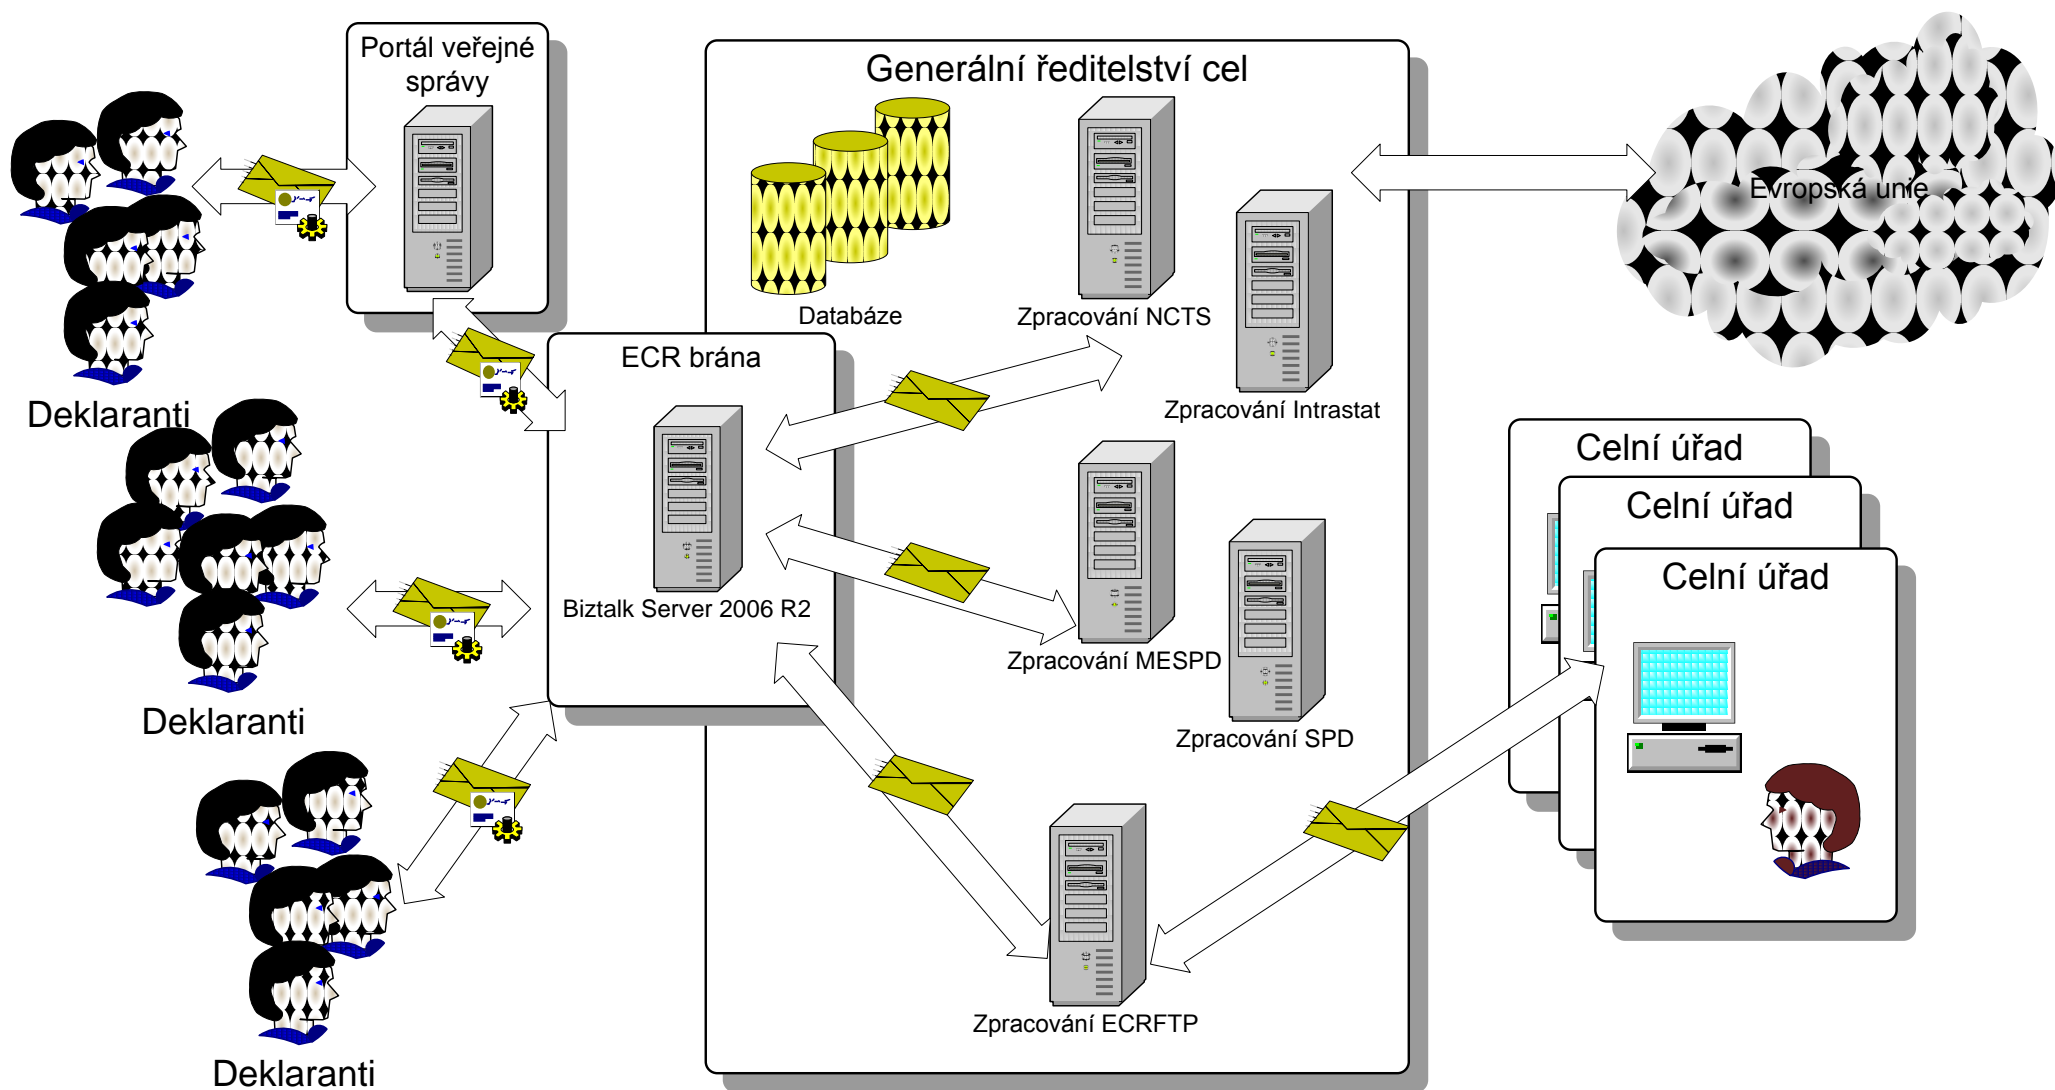 Portál veřejné
správy
Generální ředitelství cel
Evropská unie
Databáze
Zpracování NCTS
ECR brána
Zpracování Intrastat
Deklaranti
Celní úřad
Celní úřad
Celní úřad
Biztalk Server 2006 R2
Zpracování MESPD
Deklaranti
Zpracování SPD
Zpracování ECRFTP
Deklaranti